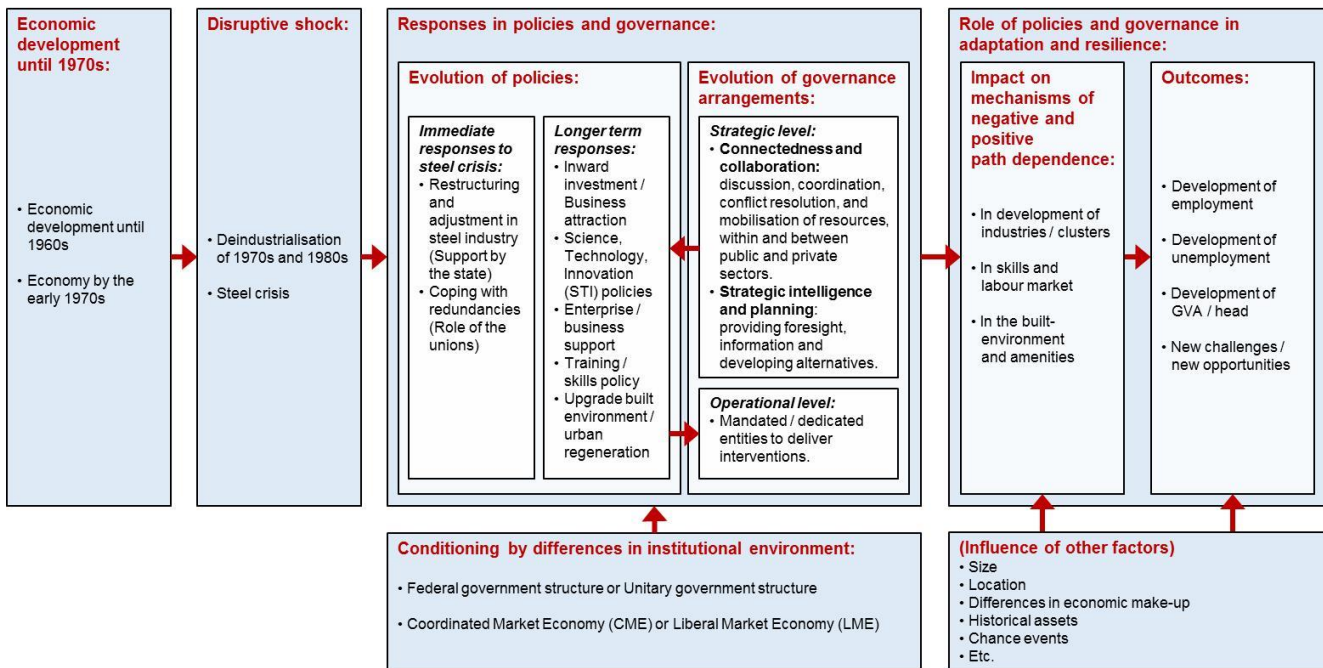 Economic
development
until 1970s:
• Economic
development until
1960s
• Economy by the
early 1970s
Disruptive shock:
• Deindustrialisation
of 1970s and 1980s
• Steel crisis
Responses in policies and governance:
Evolution of policies:
Immediate
responses to
steel crisis:
• Restructuring
and
adjustment in
steel industry
(Support by
the state)
• Coping with
redundancies
(Role of the
unions)
Longer term
responses:
• Inward
investment /
Business
attraction
• Science,
Technology,
Innovation
(STI) policies
• Enterprise /
business
support
• Training /
skills policy
• Upgrade built
environment /
urban
regeneration
Evolution of governance
arrangements:
Strategic level:
• Connectedness and
collaboration:
discussion, coordination,
conflict resolution, and
mobilisation of resources,
within and between
public and private
sectors.
• Strategic intelligence
and planning:
providing foresight,
information and
developing alternatives.
Operational level:
• Mandated / dedicated
entities to deliver
interventions.
Role of policies and governance in
adaptation and resilience:
Impact on
mechanisms of
negative and
positive
path dependence:
• In development of
industries / clusters
• In skills and
labour market
• In the built-
environment
and amenities
Outcomes:
• Development of
employment
• Development of
unemployment
• Development of
GVA / head
• New challenges /
new opportunities
Conditioning by differences in institutional environment:
• Federal government structure or Unitary government structure
• Coordinated Market Economy (CME) or Liberal Market Economy (LME)
(Influence of other factors)
• Size
• Location
• Differences in economic make-up
• Historical assets
• Chance events
• Etc.